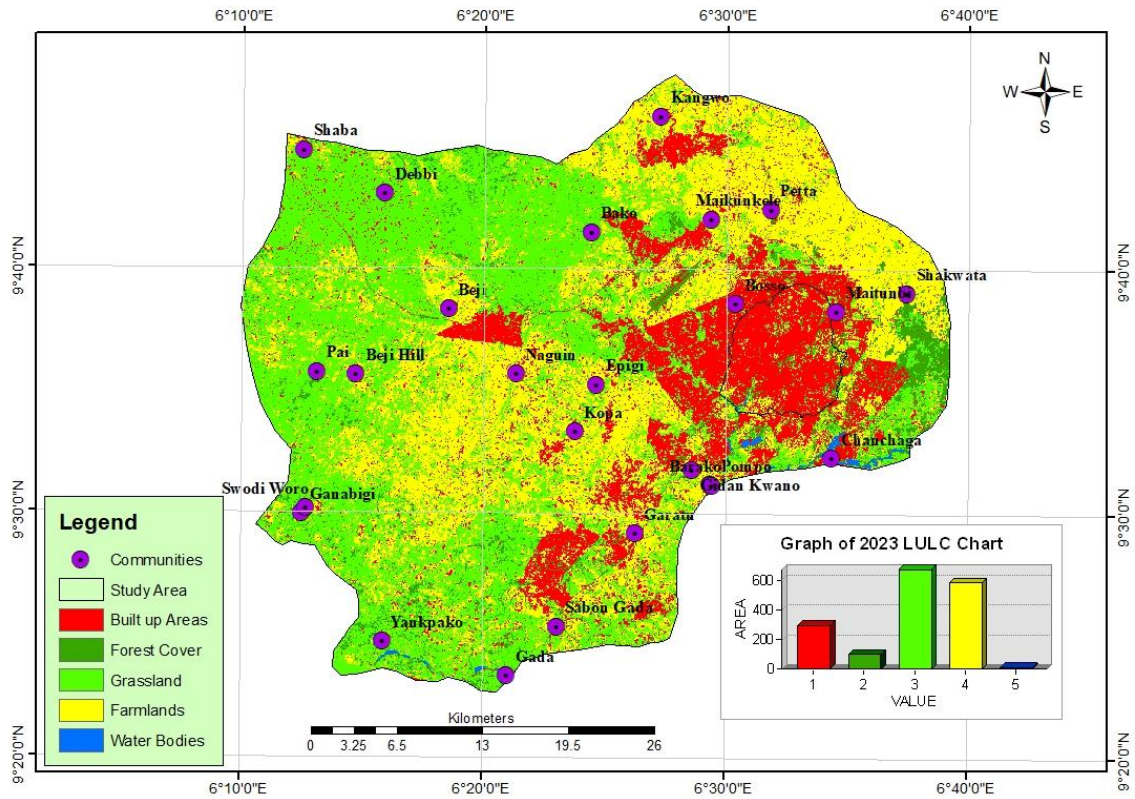 6°10'0"E
6°20'0"E
6°30'0"E
6°40'0"E
N
W E
S
Kangwo
Shaba
Debbi
Maikunkele
Petta
Bako
9°40'0"N
9°40'0"N
Shakwata
Beji
Bosso
Maitunbi
Pai
Beji Hill
Naguin
Epigi
Kopa
Chanchaga
BarakoPompo
Gidan Kwano
Swodi Woro
Ganabigi
9°30'0"N
9°30'0"N
Garain
Sabon Gada
Yankpako
Gada
Legend
Communities
Study Area
Built up Areas
Forest Cover
Grassland
Farmlands
Water Bodies
Graph of 2023 LULC Chart
AREA
600
400
200
0
1 2 3 4 5
VALUE
Kilometers
0 3.25 6.5 13 19.5 26
9°20'0"N
9°20'0"N
6°10'0"E
6°20'0"E
6°30'0"E
6°40'0"E